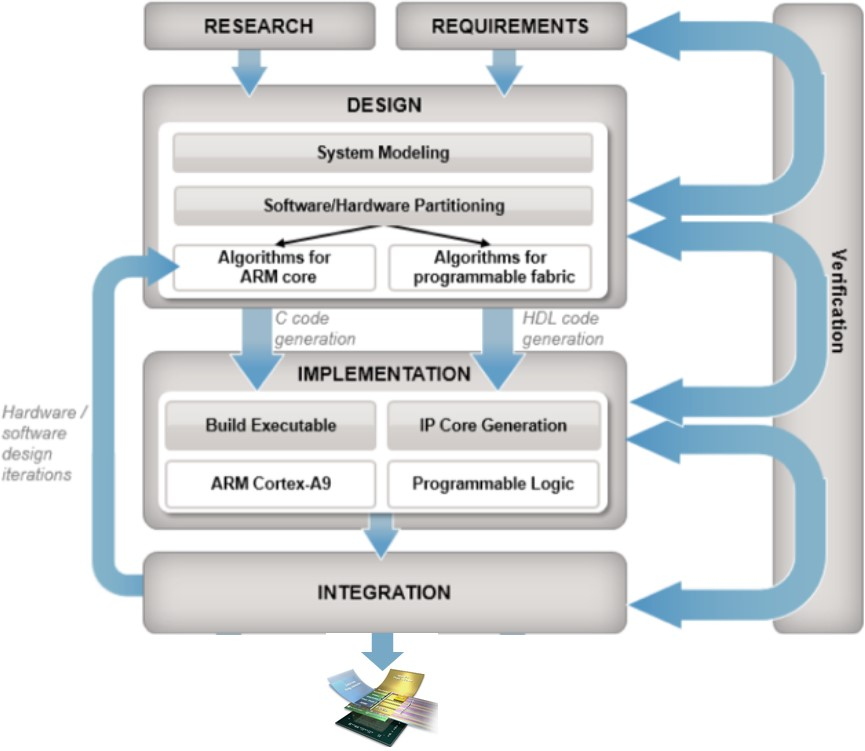 RESEARCH
REQUIREMENTS
DESIGN
System Modeling
Software/Hardware Partitioning
Algorithms for
ARM core
Algorithms for
programmable fabric
C code
generation
HDL code
generation
IMPLEMENTATION
Build Executable
IP Core Generation
ARM Cortex-A9
Programmable Logic
INTEGRATION
Hardware /
software
design
iterations
Verification